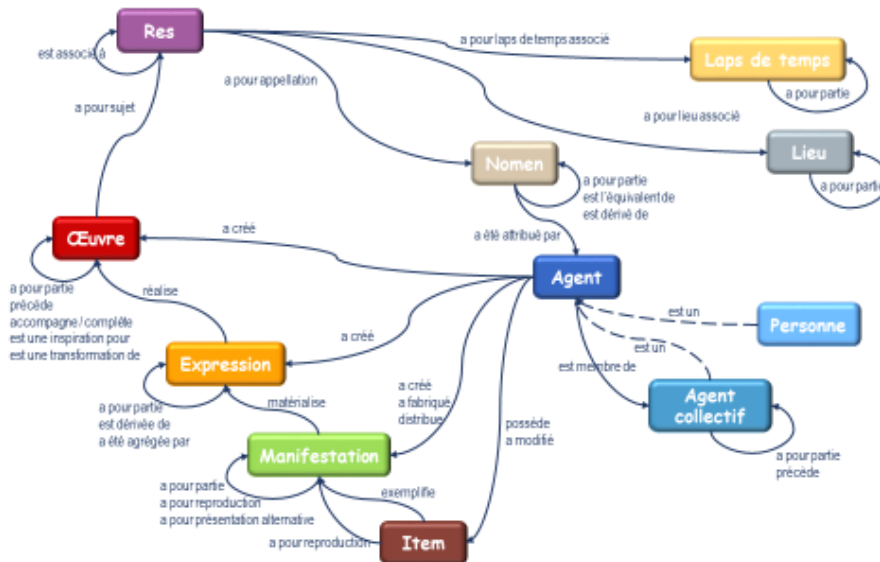 Res
est associé à
a pour laps de temps associé
Laps de temps
a pour partie
a pour appellation
a pour sujet
a pour lieu associé
Lieu
a pour partie
Nomen
a pour partie
est l'équivalent de
est dérivé de
a été attribué par
Œuvre
a créé
Agent
a pour partie
précède
accompagne / complète
est une inspiration pour
est une transformation de
réalise
est un
Personne
a créé
est un
Expression
est membre de
Agent
collectif
a pour partie
est dérivée de
a été agrégée par
matérialise
a créé
a fabriqué
distribue
possède
a modifié
a pour partie
précède
Manifestation
a pour partie
a pour reproduction
a pour présentation alternative
exemplifie
a pour reproduction
Item